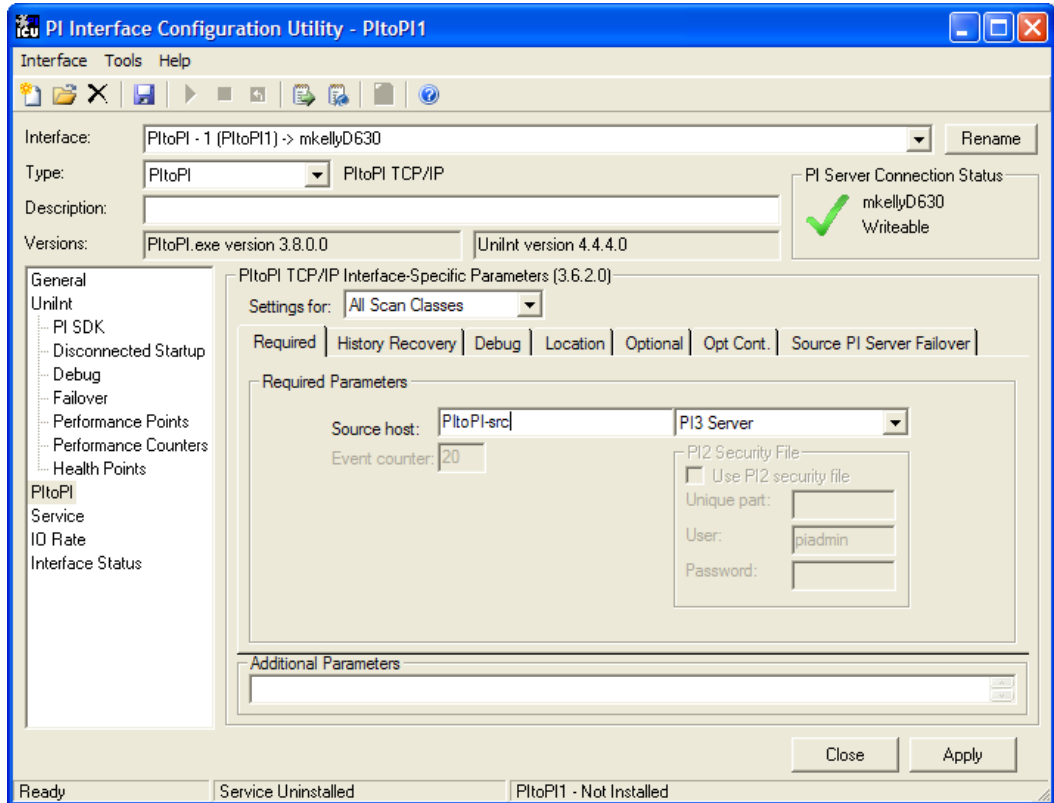 icu PI Interface Configuration Utility - PItoPI1
Interface Tools Help
Interface: PItoPI - 1 (PItoPI1) -> mkellyD630 Rename
Type: PItoPI PItoPI TCP/IP
PI Server Connection Status
mkellyD630
Writeable
Description:
Versions: PItoPI.exe version 3.8.0.0 UniInt version 4.4.4.0
General
UniInt
PI SDK
Disconnected Startup
Debug
Failover
Performance Points
Performance Counters
Health Points
PItoPI
Service
IO Rate
Interface Status
PItoPI TCP/IP Interface-Specific Parameters (3.6.2.0)
Settings for: All Scan Classes
Required History Recovery Debug Location Optional Opt Cont. Source PI Server Failover
Required Parameters
Source host: PItoPI-src PI3 Server
Event counter: 20
PI2 Security File
Use PI2 security file
Unique part:
User: piadmin
Password:
Additional Parameters
Close Apply
Ready Service Uninstalled PItoPI1 - Not Installed